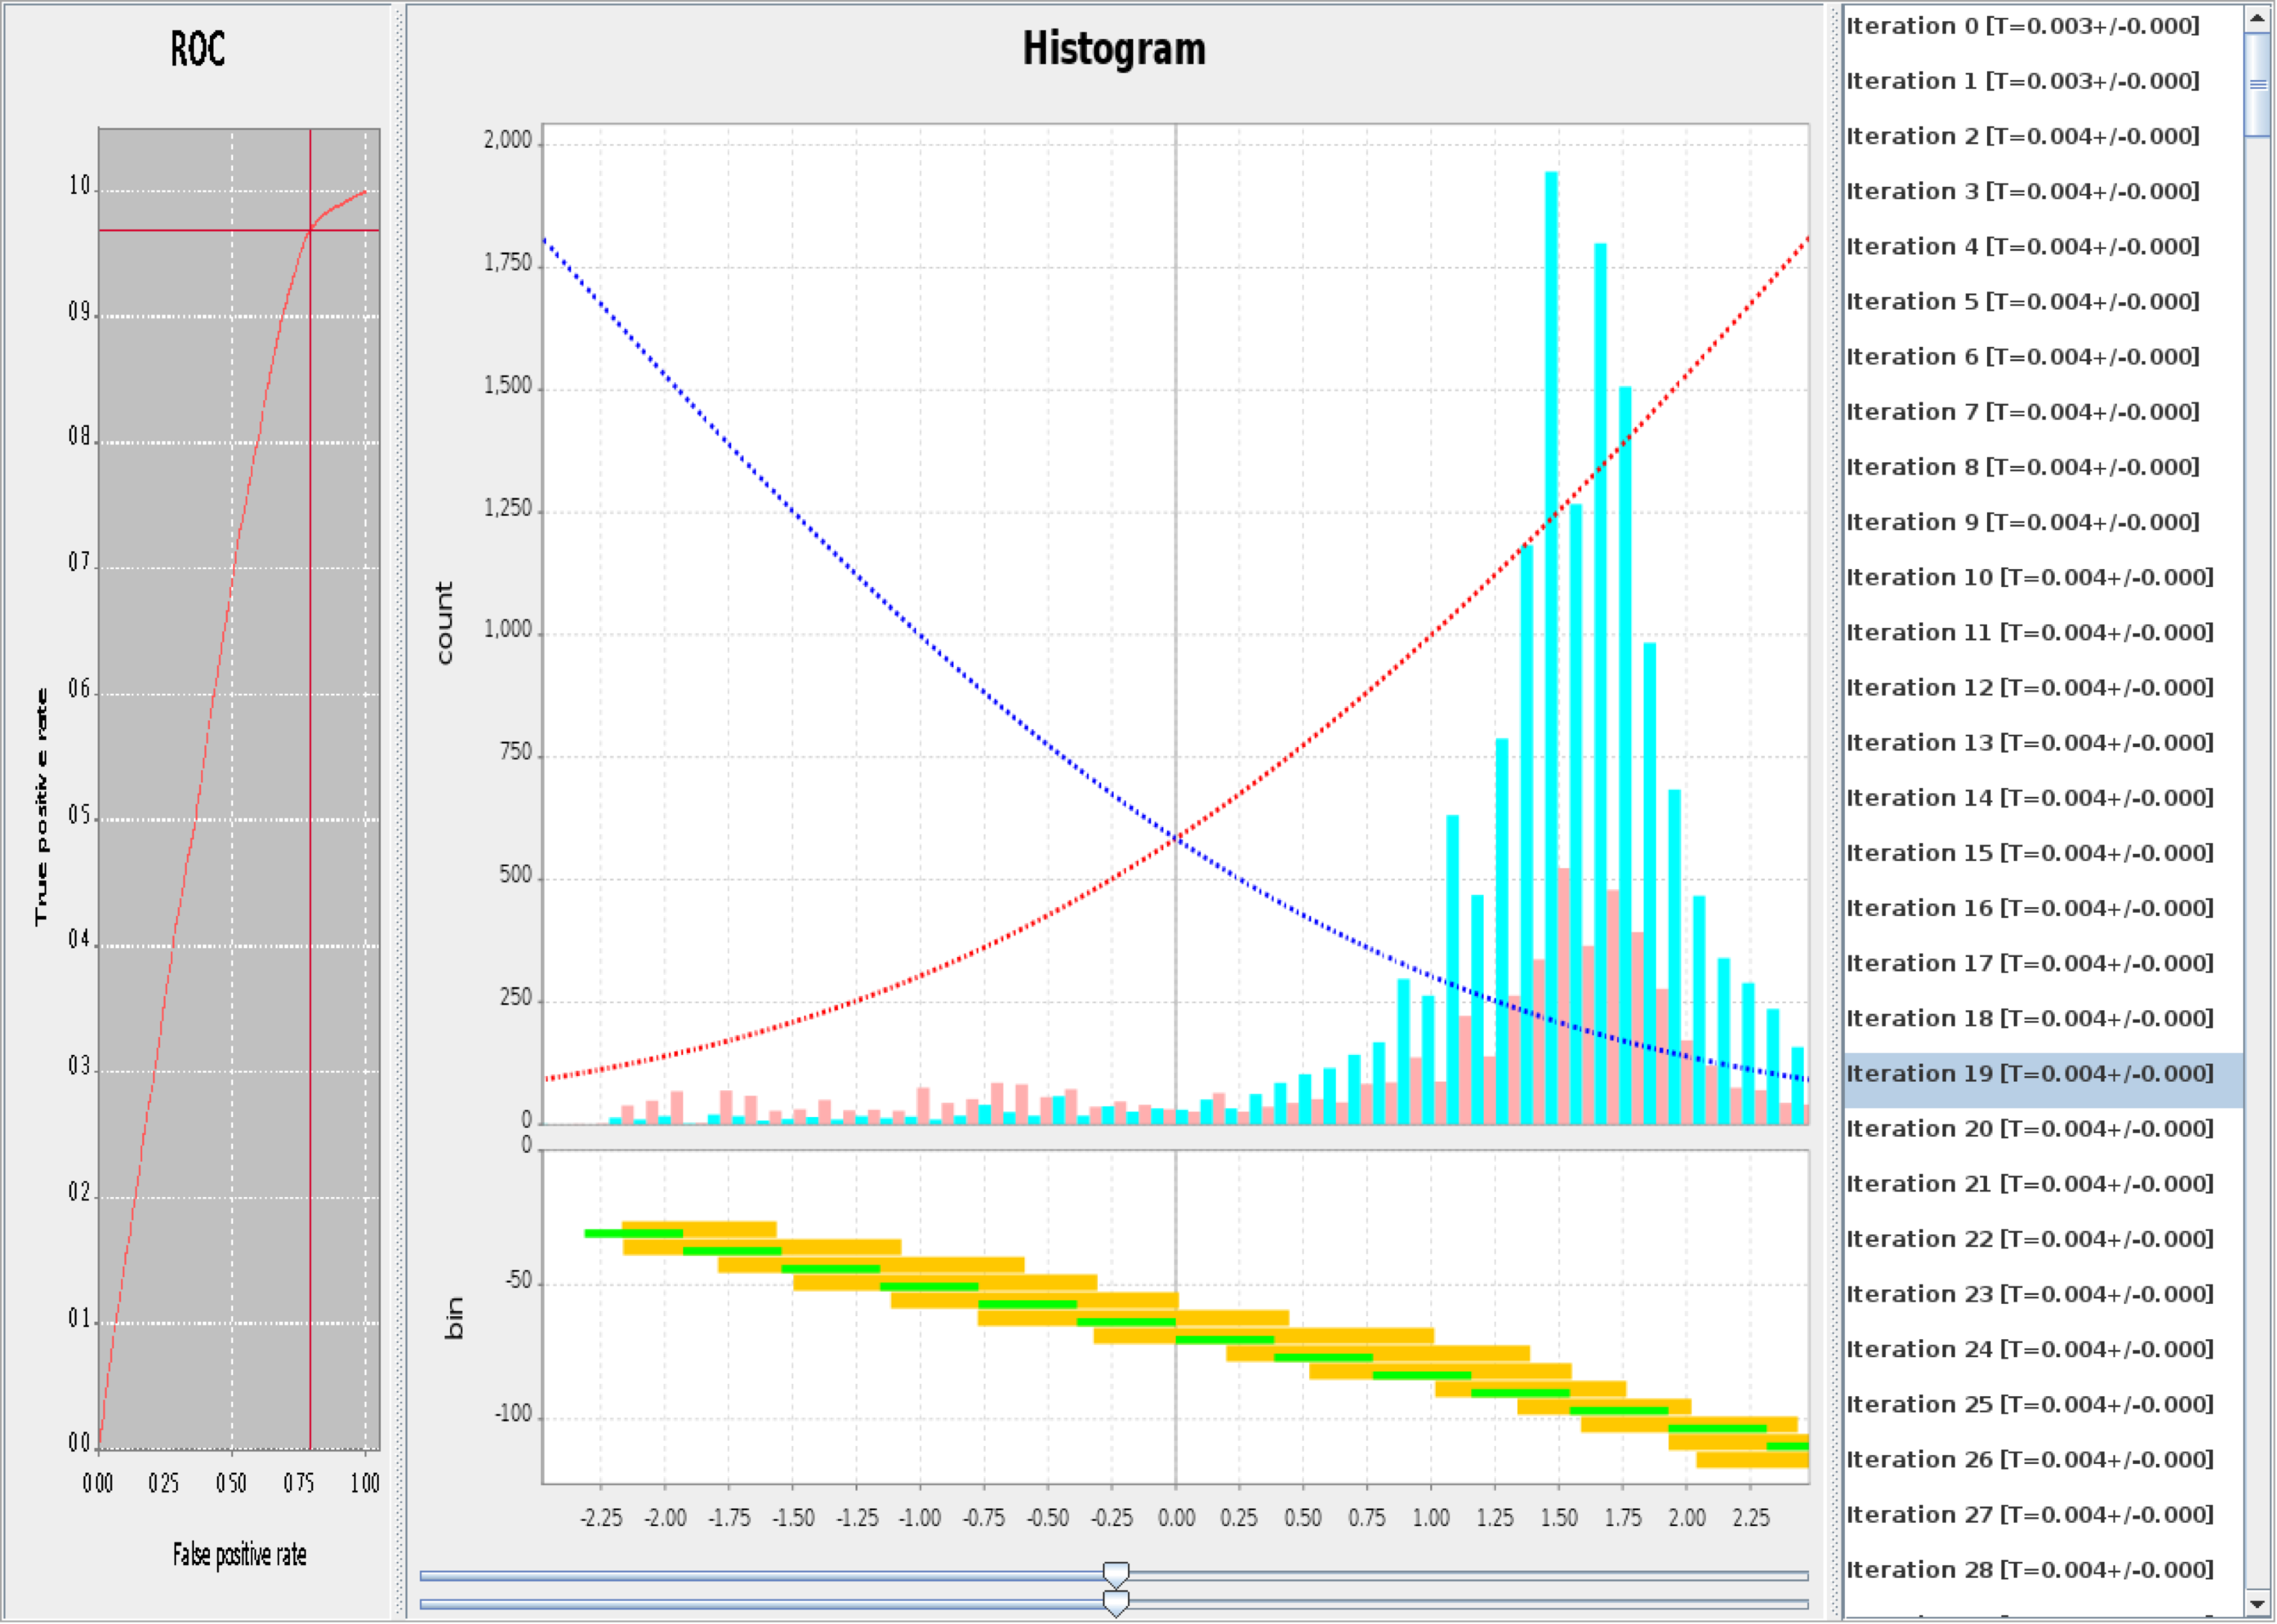 ROC
1 0
0 9
0 8
0 7
0 6
0 5
0 4
0 3
0 2
0 1
0 0
True positive rate
0 00 0 25 0 50 0 75 1 00
False positive rate
Histogram
2,000
1,750
1,500
1,250
1,000
750
500
250
0
count
0
-50
-100
bin
-2.25 -2.00 -1.75 -1.50 -1.25 -1.00 -0.75 -0.50 -0.25 0.00 0.25 0.50 0.75 1.00 1.25 1.50 1.75 2.00 2.25
Iteration 0 [T=0.003+/-0.000]
Iteration 1 [T=0.003+/-0.000]
Iteration 2 [T=0.004+/-0.000]
Iteration 3 [T=0.004+/-0.000]
Iteration 4 [T=0.004+/-0.000]
Iteration 5 [T=0.004+/-0.000]
Iteration 6 [T=0.004+/-0.000]
Iteration 7 [T=0.004+/-0.000]
Iteration 8 [T=0.004+/-0.000]
Iteration 9 [T=0.004+/-0.000]
Iteration 10 [T=0.004+/-0.000]
Iteration 11 [T=0.004+/-0.000]
Iteration 12 [T=0.004+/-0.000]
Iteration 13 [T=0.004+/-0.000]
Iteration 14 [T=0.004+/-0.000]
Iteration 15 [T=0.004+/-0.000]
Iteration 16 [T=0.004+/-0.000]
Iteration 17 [T=0.004+/-0.000]
Iteration 18 [T=0.004+/-0.000]
Iteration 19 [T=0.004+/-0.000]
Iteration 20 [T=0.004+/-0.000]
Iteration 21 [T=0.004+/-0.000]
Iteration 22 [T=0.004+/-0.000]
Iteration 23 [T=0.004+/-0.000]
Iteration 24 [T=0.004+/-0.000]
Iteration 25 [T=0.004+/-0.000]
Iteration 26 [T=0.004+/-0.000]
Iteration 27 [T=0.004+/-0.000]
Iteration 28 [T=0.004+/-0.000]